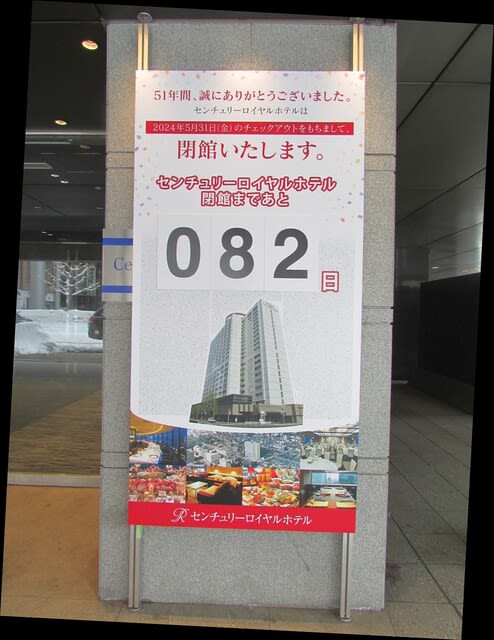 51年間、誠にありがとうございました。
センチュリーロイヤルホテルは
2024年5月31日(金)のチェックアウトをもちまして、
閉館いたします。
センチュリーロイヤルホテル
閉館まであと
082日
Ce
R センチュリーロイヤルホテル